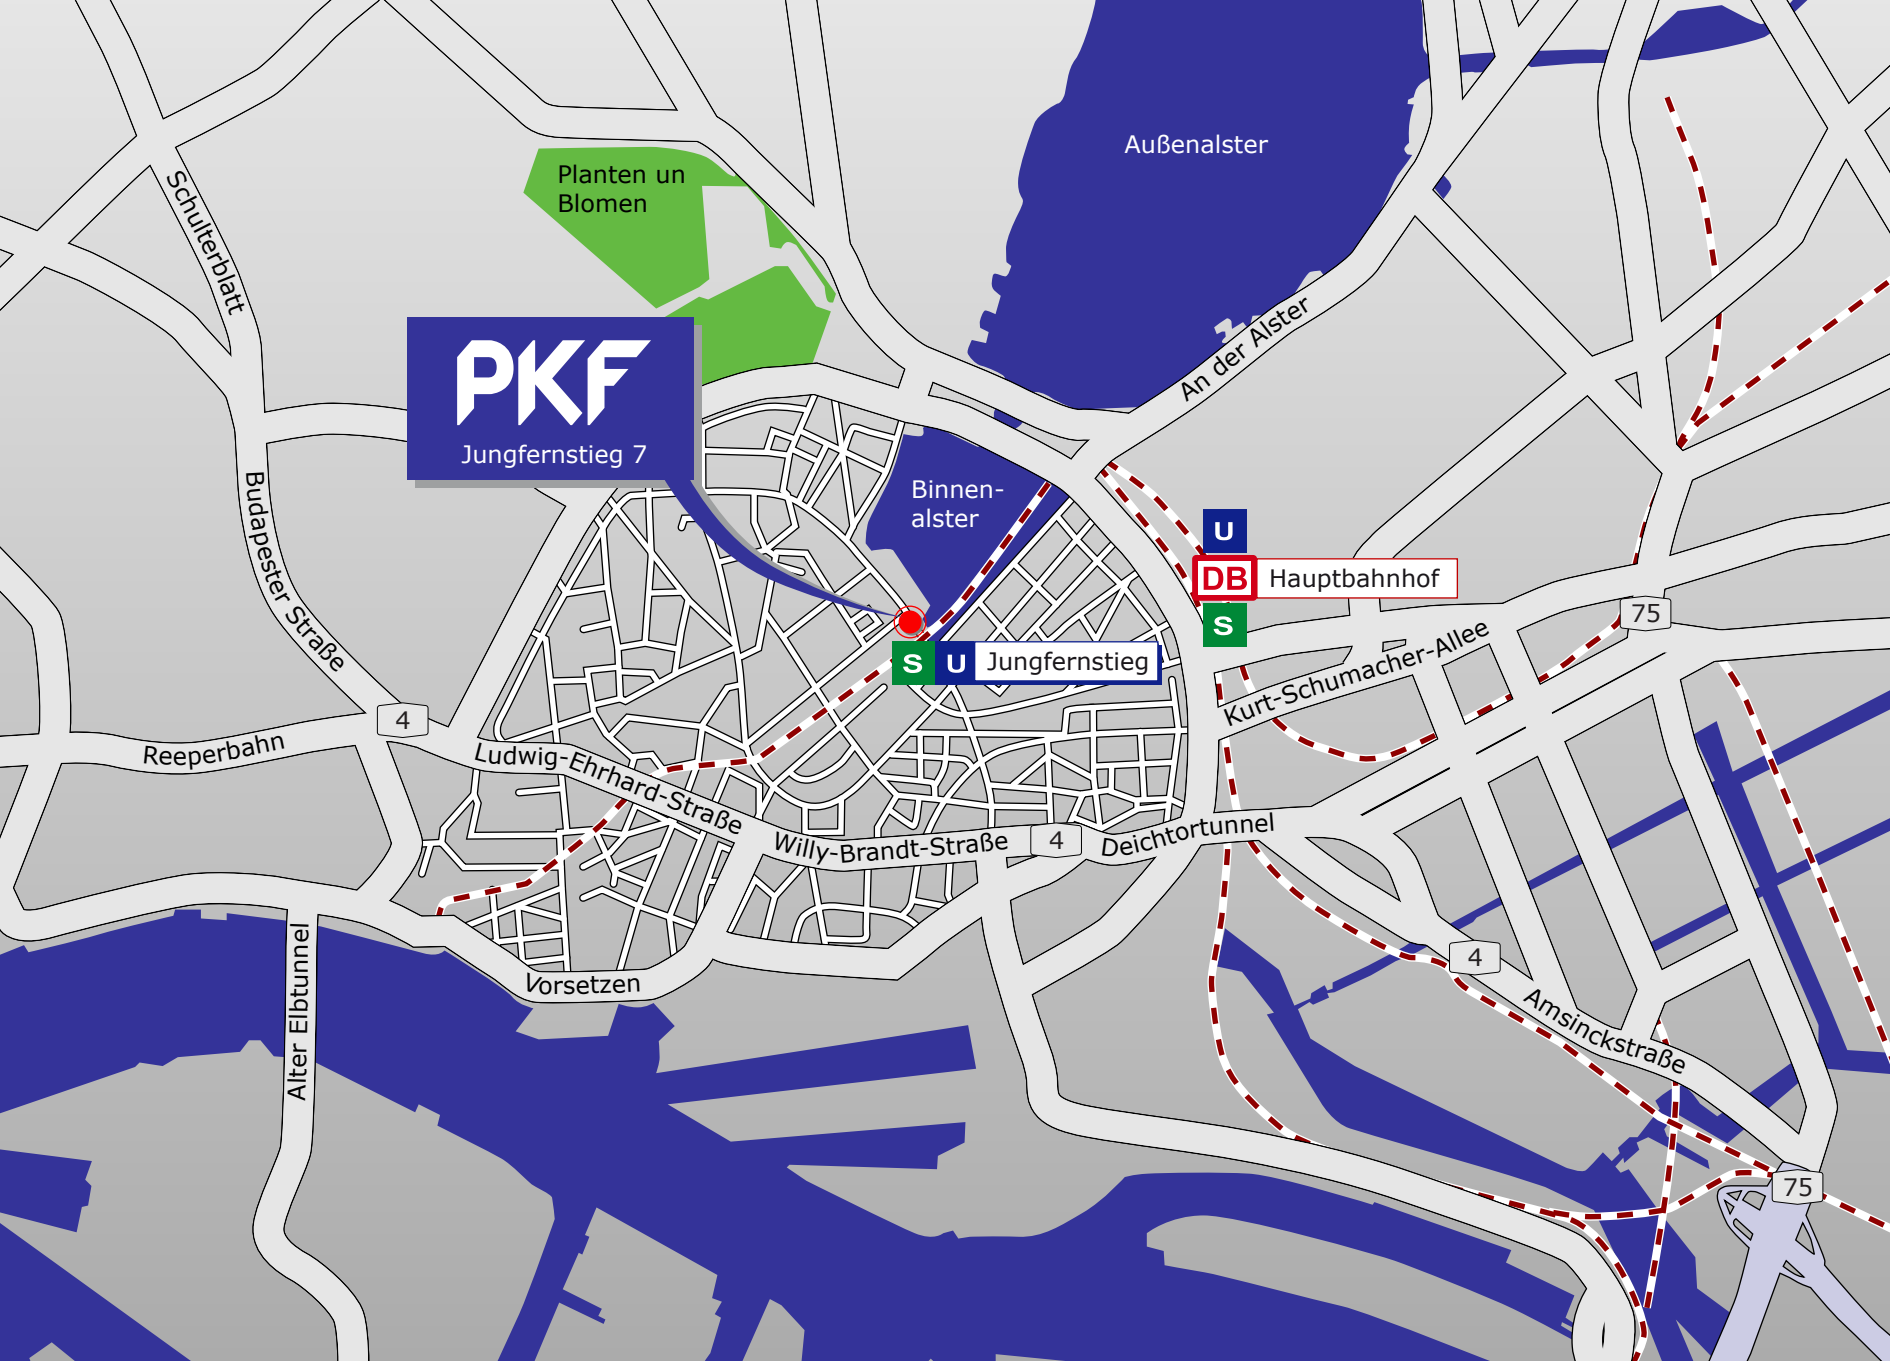 Außenalster
Planten un
Blomen
Schulterblatt
An der Alster
PKF
Jungfernstieg 7
Binnen-
alster
U
DB Hauptbahnhof
S
75
Budapester Straße
S U Jungfernstieg
Kurt-Schumacher-Allee
4
Reeperbahn
Ludwig-Ehrhard-Straße
Willy-Brandt-Straße
4
Deichtortunnel
4
Vorsetzen
Alter Elbtunnel
Amsinckstraße
75